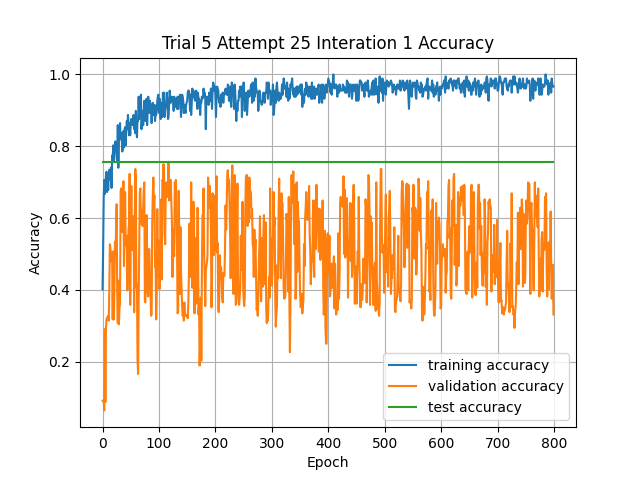 Trial 5 Attempt 25 Interation 1 Accuracy
1.0
0.8
0.6
0.4
0.2
Accuracy
training accuracy
validation accuracy
test accuracy
0 100 200 300 400 500 600 700 800
Epoch